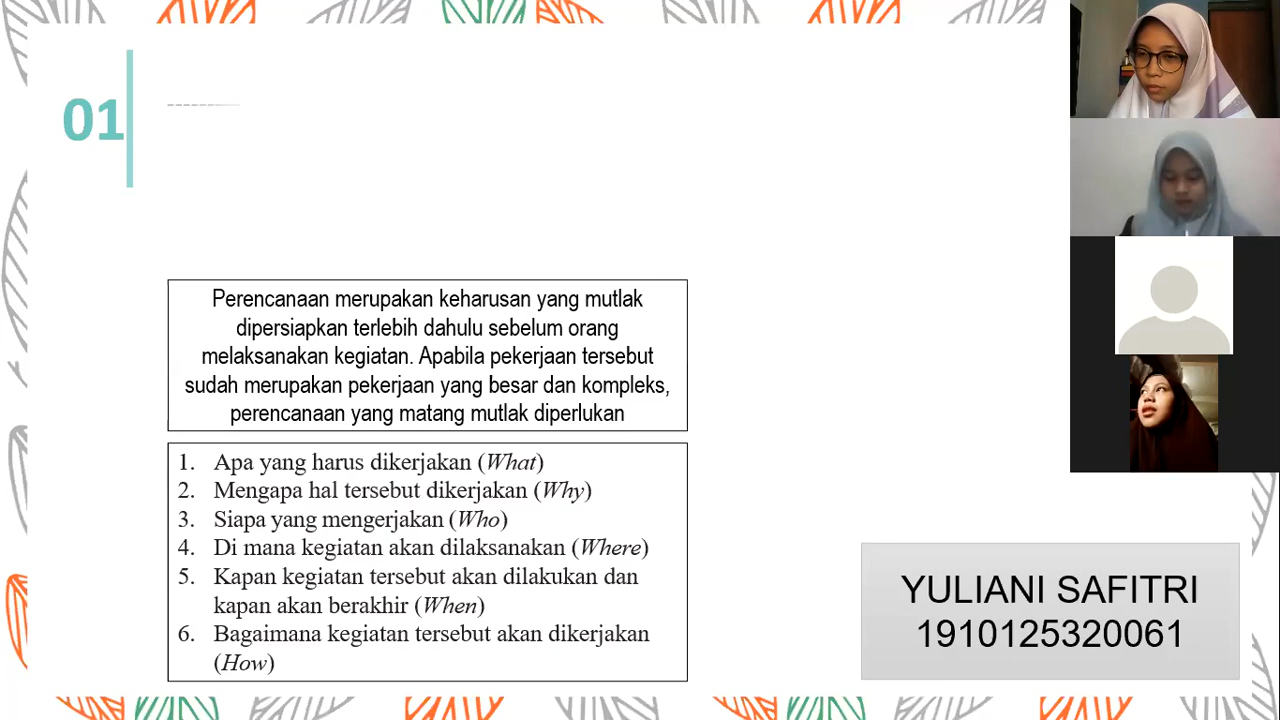 01
Perencanaan merupakan keharusan yang mutlak
dipersiapkan terlebih dahulu sebelum orang
melaksanakan kegiatan. Apabila pekerjaan tersebut
sudah merupakan pekerjaan yang besar dan kompleks,
perencanaan yang matang mutlak diperlukan
1. Apa yang harus dikerjakan (What)
2. Mengapa hal tersebut dikerjakan (Why)
3. Siapa yang mengerjakan (Who)
4. Di mana kegiatan akan dilaksanakan (Where)
5. Kapan kegiatan tersebut akan dilakukan dan
kapan akan berakhir (When)
6. Bagaimana kegiatan tersebut akan dikerjakan
(How)
YULIANI SAFITRI
1910125320061